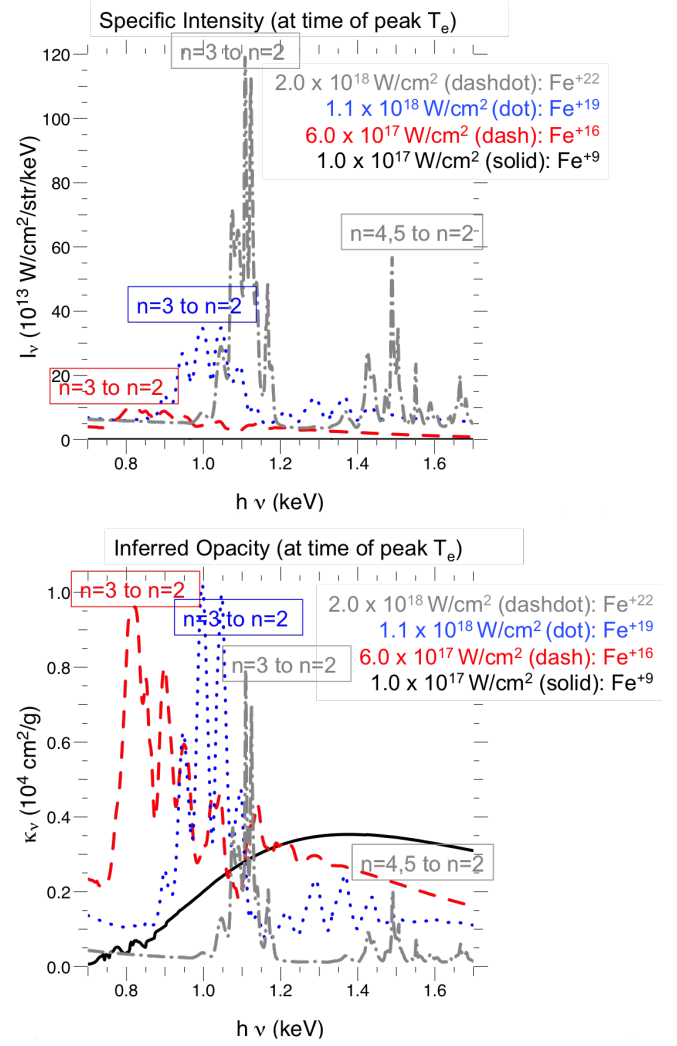 Specific Intensity (at time of peak Tₑ)
n=3 to n=2
2.0 x 10¹⁸ W/cm² (dashdot): Fe⁺²²
1.1 x 10¹⁸ W/cm² (dot): Fe⁺¹⁹
6.0 x 10¹⁷ W/cm² (dash): Fe⁺¹⁶
1.0 x 10¹⁷ W/cm² (solid): Fe⁺⁹
n=4,5 to n=2
n=3 to n=2
n=3 to n=2
120
100
80
60
40
20
0
Iᵥ (10¹³ W/cm²/str/keV)
0.8 1.0 1.2 1.4 1.6
h ν (keV)
Inferred Opacity (at time of peak Tₑ)
n=3 to n=2
n=3 to n=2
2.0 x 10¹⁸ W/cm² (dashdot): Fe⁺²²
1.1 x 10¹⁸ W/cm² (dot): Fe⁺¹⁹
6.0 x 10¹⁷ W/cm² (dash): Fe⁺¹⁶
1.0 x 10¹⁷ W/cm² (solid): Fe⁺⁹
n=3 to n=2
n=4,5 to n=2
1.0
0.8
0.6
0.4
0.2
0.0
κᵥ (10⁴ cm²/g)
0.8 1.0 1.2 1.4 1.6
h ν (keV)